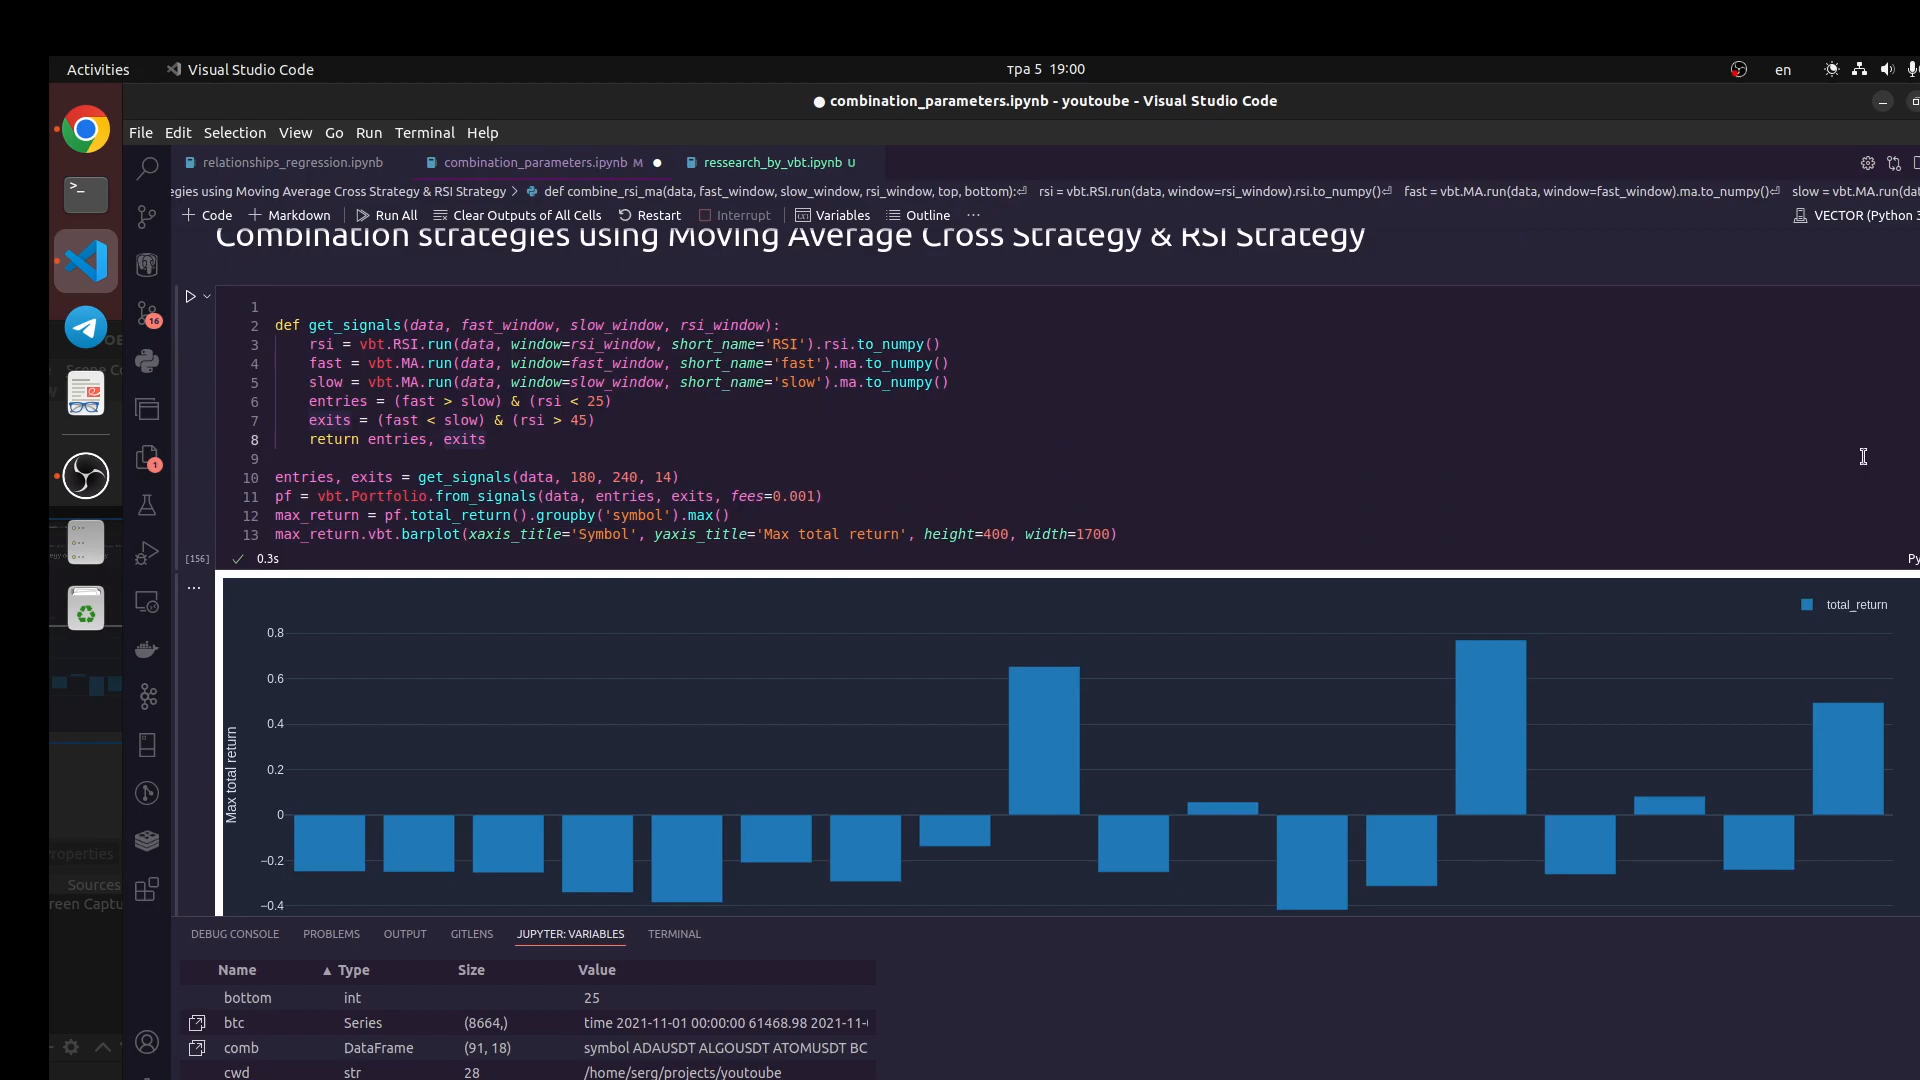 Activities Visual Studio Code тра 5 19:00 en
combination_parameters.ipynb - youtoube - Visual Studio Code
File Edit Selection View Go Run Terminal Help
relationships_regression.ipynb combination_parameters.ipynb M ressearch_by_vbt.ipynb U
egies using Moving Average Cross Strategy & RSI Strategy > def combine_rsi_ma(data, fast_window, slow_window, rsi_window, top, bottom):⏎ rsi = vbt.RSI.run(data, window=rsi_window).rsi.to_numpy()⏎ fast = vbt.MA.run(data, window=fast_window).ma.to_numpy()⏎ slow = vbt.MA.run(dat
+ Code + Markdown Run All Clear Outputs of All Cells Restart Interrupt Variables Outline ··· VECTOR (Python 3
Combination strategies using Moving Average Cross Strategy & RSI Strategy
1
2 def get_signals(data, fast_window, slow_window, rsi_window):
3 rsi = vbt.RSI.run(data, window=rsi_window, short_name='RSI').rsi.to_numpy()
4 fast = vbt.MA.run(data, window=fast_window, short_name='fast').ma.to_numpy()
5 slow = vbt.MA.run(data, window=slow_window, short_name='slow').ma.to_numpy()
6 entries = (fast > slow) & (rsi < 25)
7 exits = (fast < slow) & (rsi > 45)
8 return entries, exits
9
10 entries, exits = get_signals(data, 180, 240, 14)
11 pf = vbt.Portfolio.from_signals(data, entries, exits, fees=0.001)
12 max_return = pf.total_return().groupby('symbol').max()
13 max_return.vbt.barplot(xaxis_title='Symbol', yaxis_title='Max total return', height=400, width=1700)
[156] 0.3s Py
total_return
0.8
0.6
0.4
0.2
0
−0.2
−0.4
Max total return
16
1
roperties
Sources
reen Captu
DEBUG CONSOLE PROBLEMS OUTPUT GITLENS JUPYTER: VARIABLES TERMINAL
Name ▲ Type Size Value
bottom int 25
btc Series (8664,) time 2021-11-01 00:00:00 61468.98 2021-11-
comb DataFrame (91, 18) symbol ADAUSDT ALGOUSDT ATOMUSDT BC
cwd str 28 /home/serg/projects/youtoube